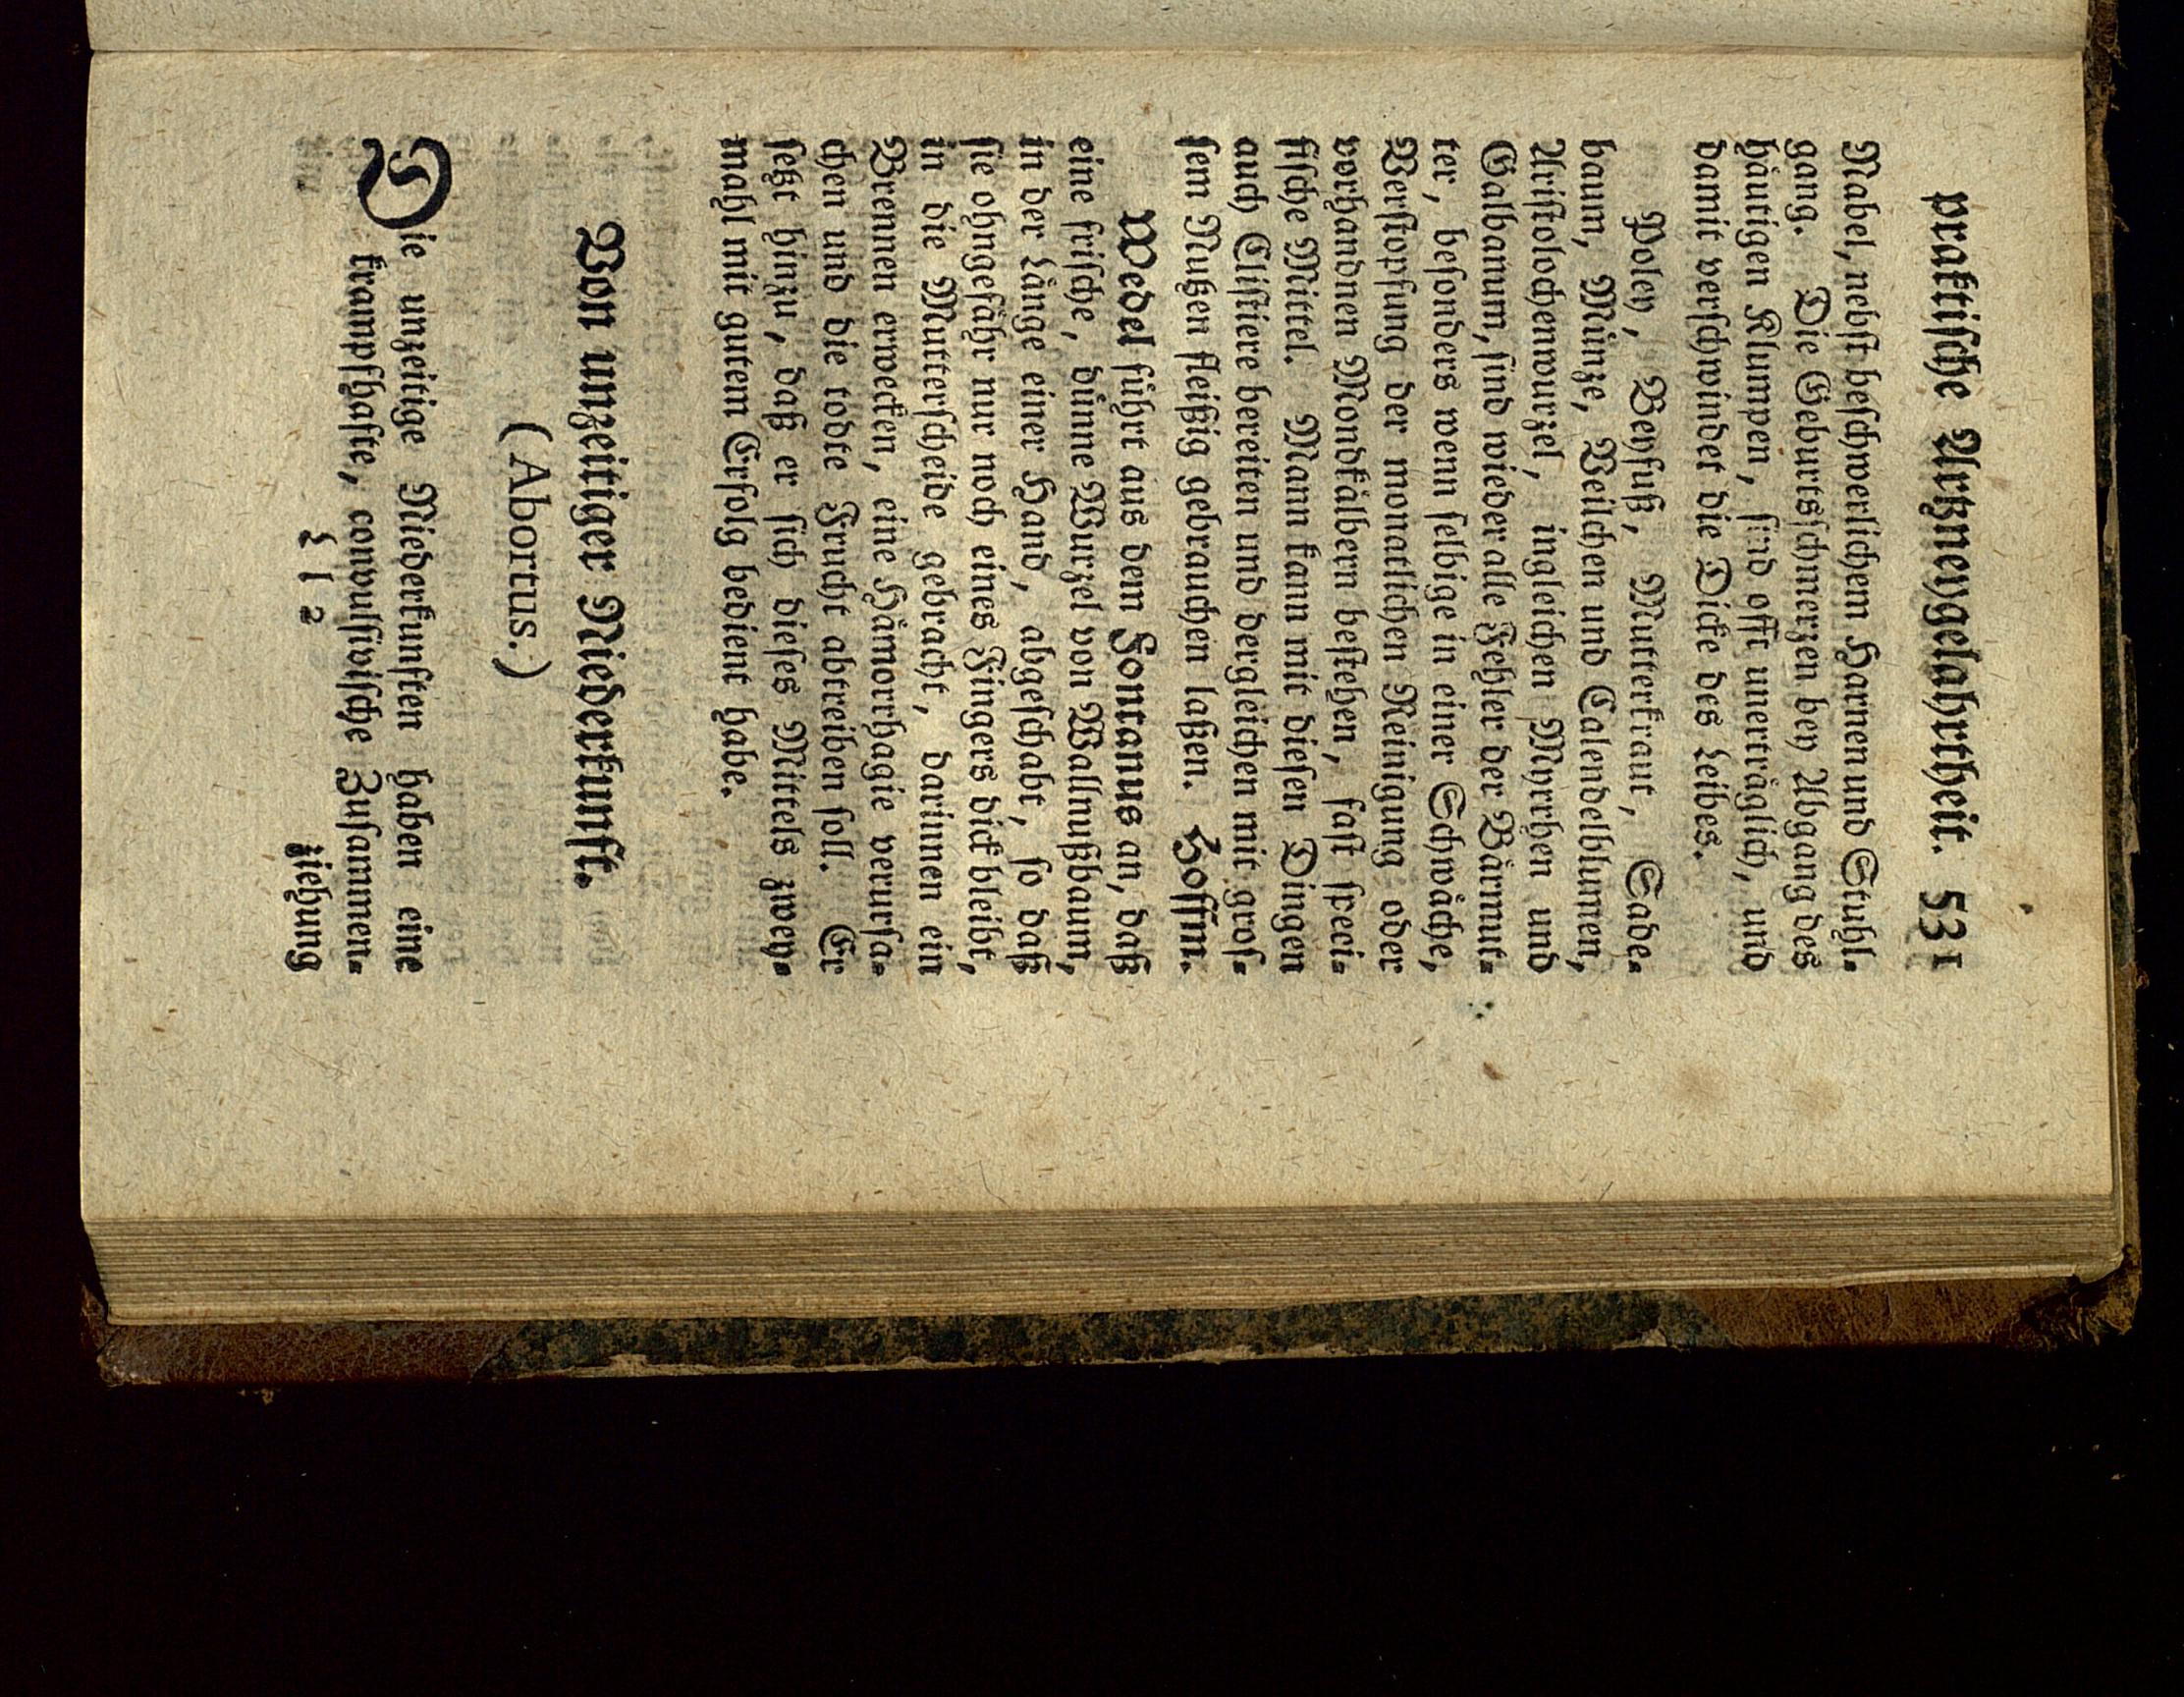 praktiſche Artzneygelahrtheit. 531
Nabel, nebſt beſchwerlichem Harnen und Stuhl-
gang. Die Geburtsſchmerzen bey Abgang des
häutigen Klumpen, ſind offt unerträglich, und
damit verſchwindet die Dicke des Leibes.
Poley, Beyfuß, Mutterkraut, Sade-
baum, Münze, Veilchen und Calendelblumen,
Ariſtolochenwurzel, ingleichen Myrrhen und
Galbanum, ſind wieder alle Fehler der Bärmut-
ter, beſonders wenn ſelbige in einer Schwäche,
Verſtopfung der monatlichen Reinigung oder
vorhandnen Mondkälbern beſtehen, faſt ſpeci-
fiſche Mittel. Mann kann mit dieſen Dingen
auch Cliſtiere bereiten und dergleichen mit groſ-
ſem Nutzen fleißig gebrauchen laßen. Hoffm.
Wedel führt aus dem Fontanus an, daß
eine friſche, dünne Wurzel von Wallnußbaum,
in der Länge einer Hand, abgeſchabt, ſo daß
ſie ohngefähr nur noch eines Fingers dick bleibt,
in die Mutterſcheide gebracht, darinnen ein
Brennen erwecken, eine Hämorrhagie verurſa-
chen und die todte Frucht abtreiben ſoll. Er
ſetzt hinzu, daß er ſich dieſes Mittels zwey-
mahl mit gutem Erfolg bedient habe.
Von unzeitiger Niederkunft.
(Abortus.)
Die unzeitige Niederkunften haben eine
krampfhafte, convulſiviſche Zuſammen-
Ll 2
ziehung